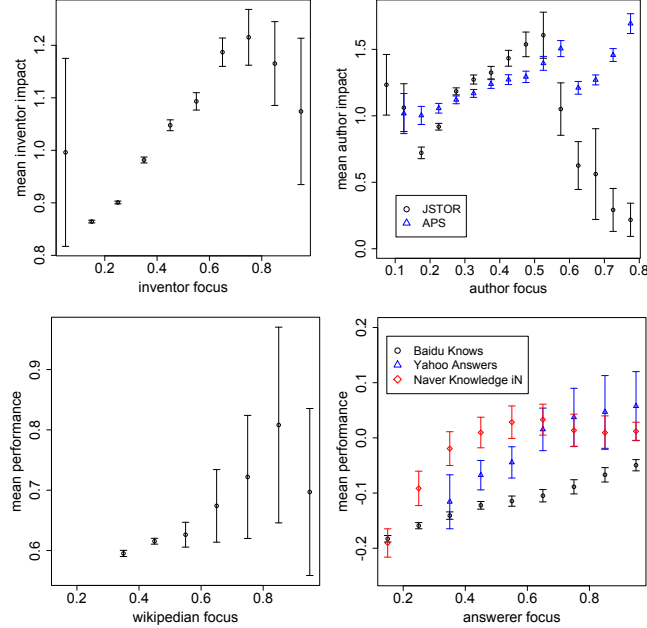 mean inventor impact
1.2
1.1
1.0
0.9
0.8
0.2 0.4 0.6 0.8
inventor focus
mean author impact
1.5
1.0
0.5
0.0
JSTOR
APS
0.1 0.2 0.3 0.4 0.5 0.6 0.7 0.8
author focus
mean performance
0.9
0.8
0.7
0.6
0.2 0.4 0.6 0.8
wikipedian focus
mean performance
0.2
0.1
0.0
-0.1
-0.2
Baidu Knows
Yahoo Answers
Naver Knowledge iN
0.2 0.4 0.6 0.8
answerer focus